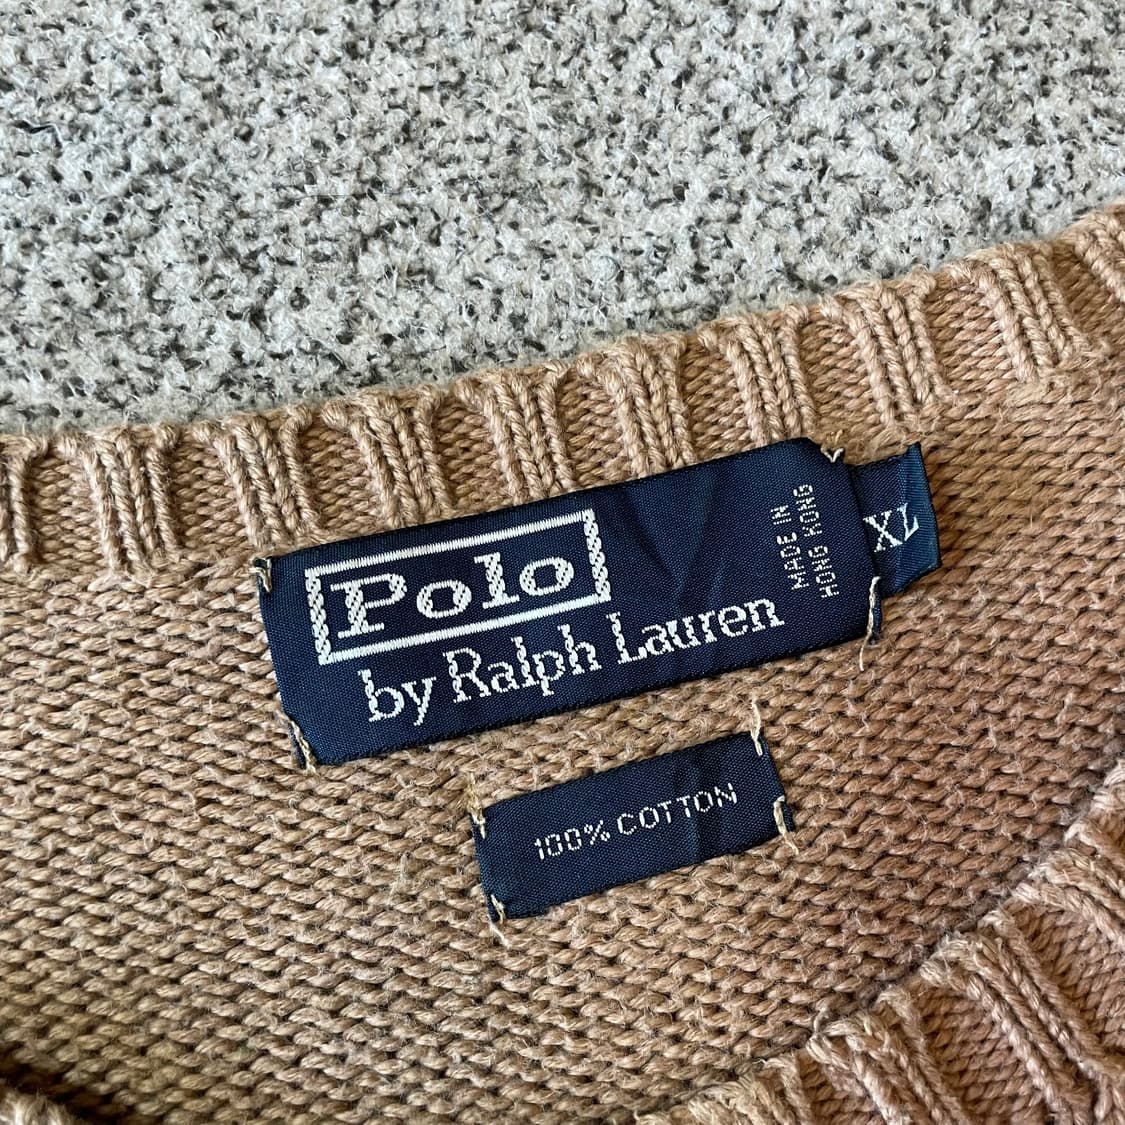 Polo
by Ralph Lauren
MADE IN
HONG KONG
XL
100% COTTON